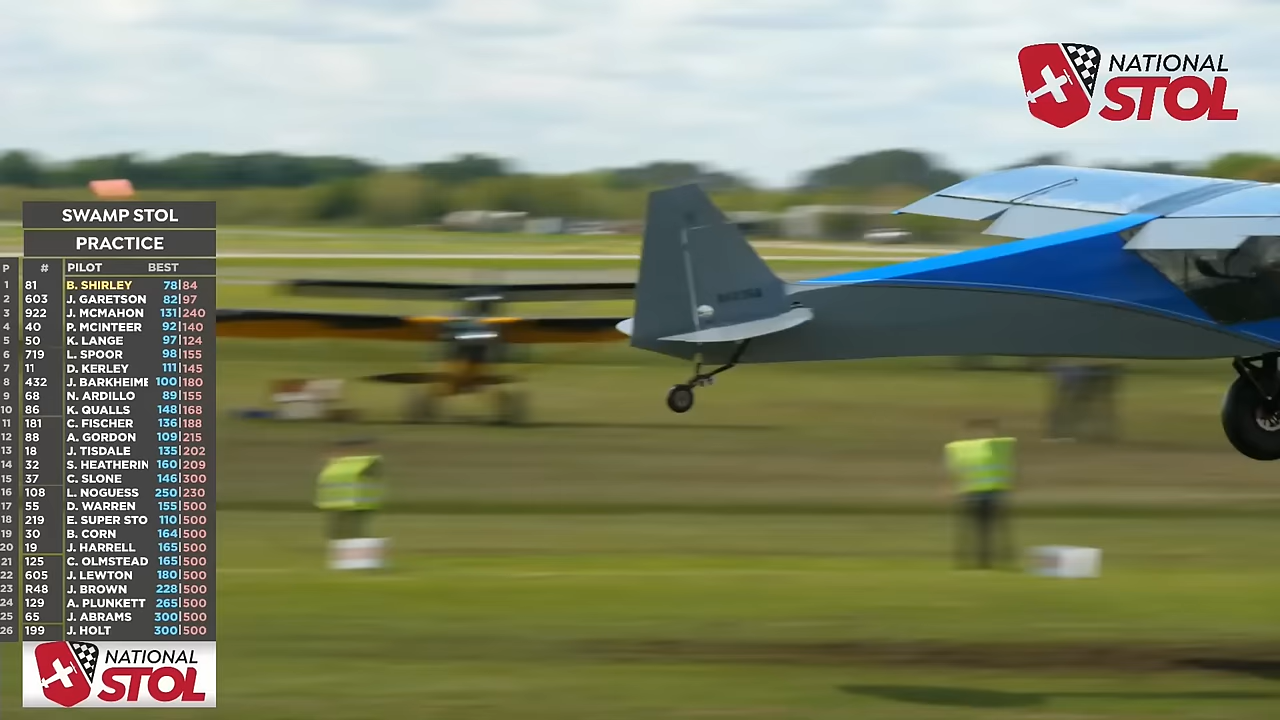 NATIONAL
STOL
SWAMP STOL
PRACTICE
P # PILOT BEST
1 81 B. SHIRLEY 78|84
2 603 J. GARETSON 82|97
3 922 J. MCMAHON 131|240
4 40 P. MCINTEER 92|140
5 50 K. LANGE 97|124
6 719 L. SPOOR 98|155
7 11 D. KERLEY 111|145
8 432 J. BARKHEIME 100|180
9 68 N. ARDILLO 89|155
10 86 K. QUALLS 148|168
11 181 C. FISCHER 136|188
12 88 A. GORDON 109|215
13 18 J. TISDALE 135|202
14 32 S. HEATHERIN 160|209
15 37 C. SLONE 146|300
16 108 L. NOGUESS 250|230
17 55 D. WARREN 155|500
18 219 E. SUPER STO 110|500
19 30 B. CORN 164|500
20 19 J. HARRELL 165|500
21 125 C. OLMSTEAD 165|500
22 605 J. LEWTON 180|500
23 R48 J. BROWN 228|500
24 129 A. PLUNKETT 265|500
25 65 J. ABRAMS 300|500
26 199 J. HOLT 300|500
NATIONAL
STOL